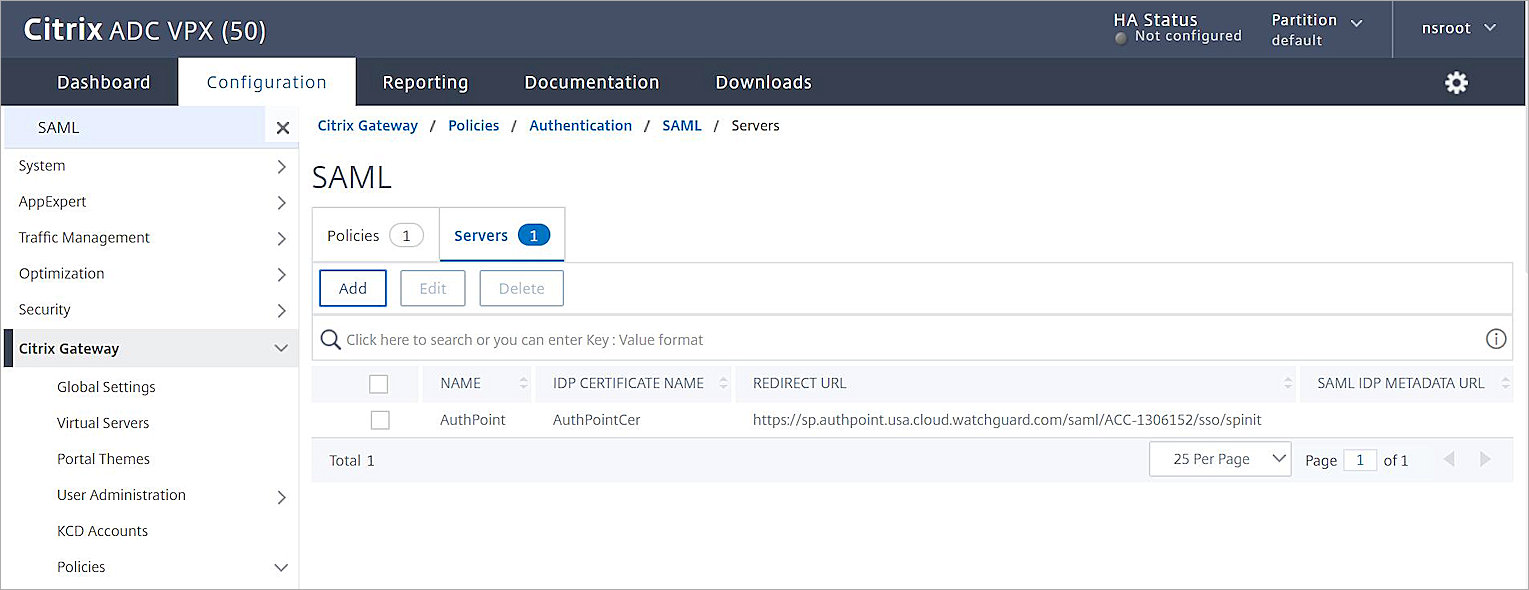 Citrix ADC VPX (50)
HA Status
Not configured
Partition
default
nsroot
Dashboard Configuration Reporting Documentation Downloads
SAML
System
AppExpert
Traffic Management
Optimization
Security
Citrix Gateway
Global Settings
Virtual Servers
Portal Themes
User Administration
KCD Accounts
Policies
Citrix Gateway / Policies / Authentication / SAML / Servers
SAML
Policies 1 Servers 1
Add Edit Delete
Click here to search or you can enter Key : Value format
NAME IDP CERTIFICATE NAME REDIRECT URL SAML IDP METADATA URL
AuthPoint AuthPointCer https://sp.authpoint.usa.cloud.watchguard.com/saml/ACC-1306152/sso/spinit
Total 1 25 Per Page Page 1 of 1